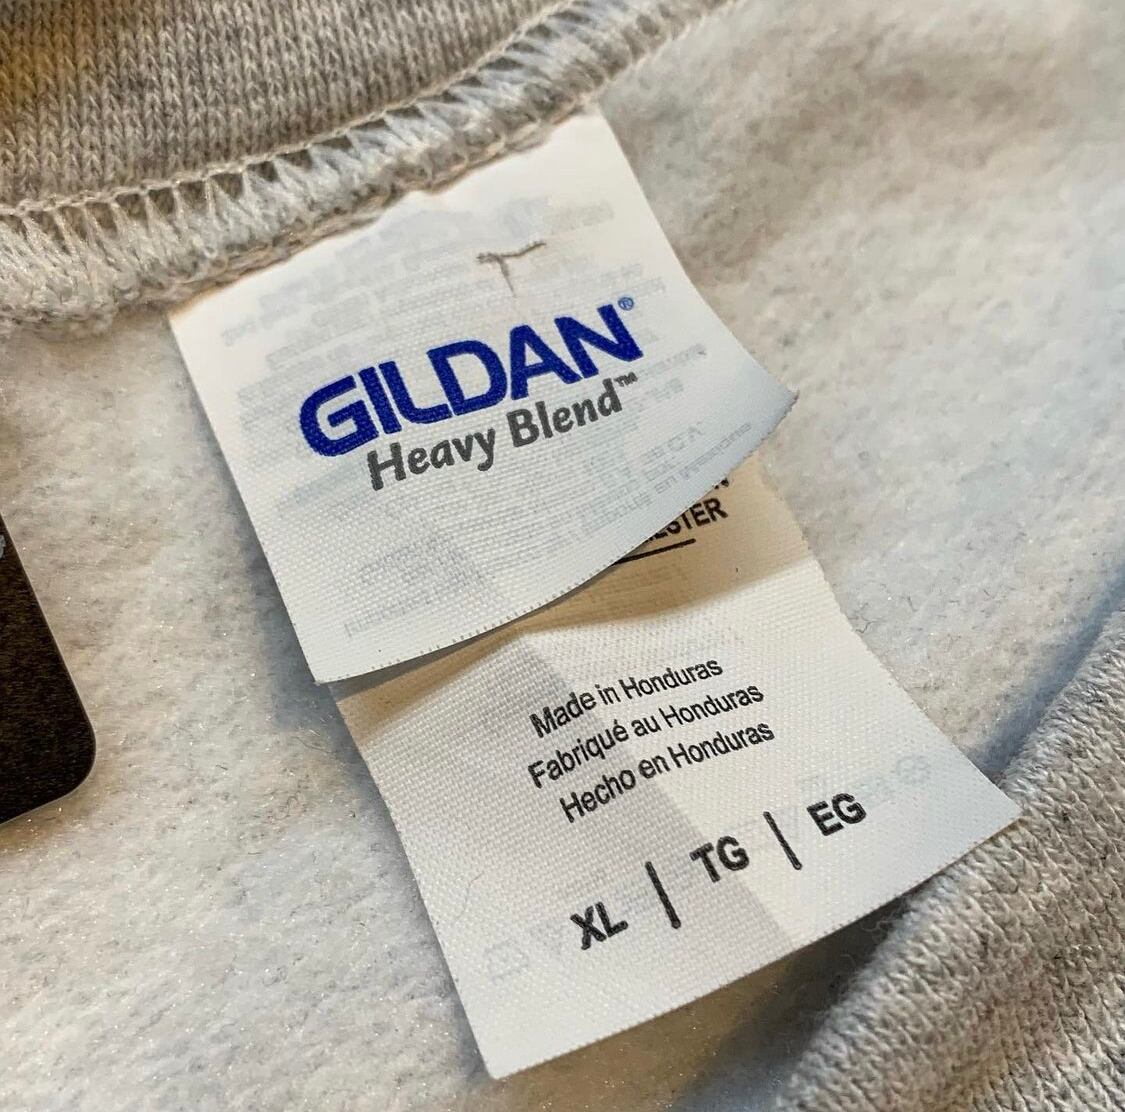 GILDAN®
Heavy Blend™
Made in Honduras
Fabriqué au Honduras
Hecho en Honduras
XL | TG | EG